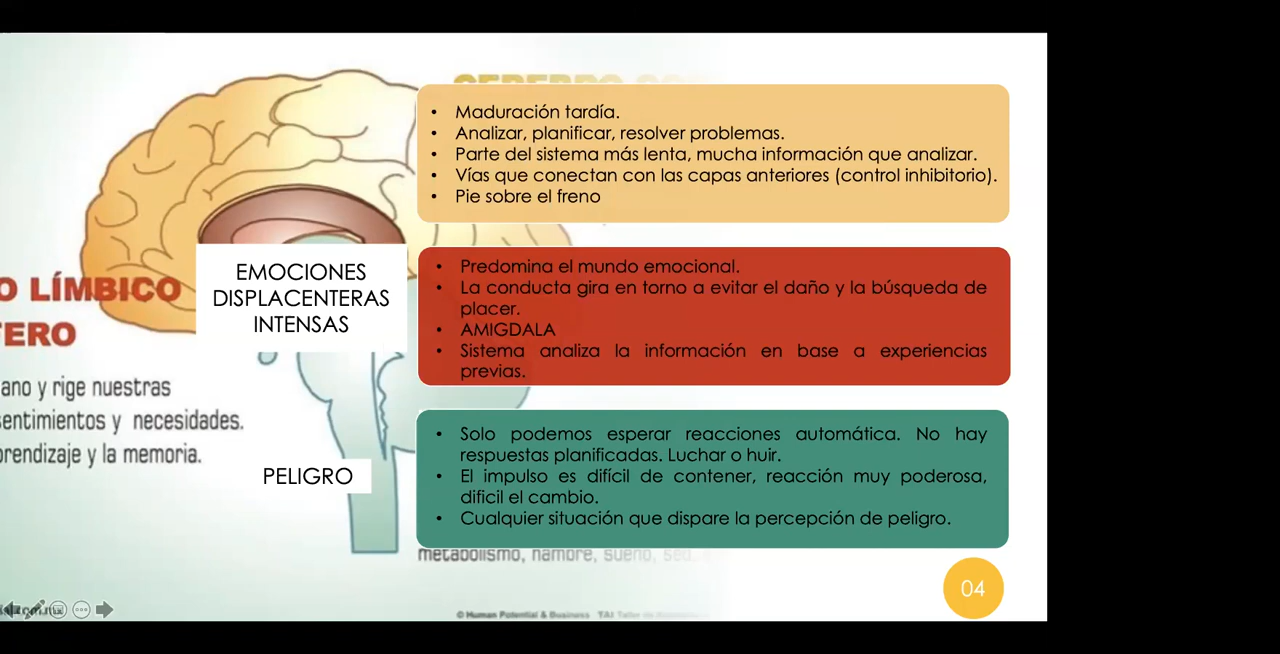 • Maduración tardía.
• Analizar, planificar, resolver problemas.
• Parte del sistema más lenta, mucha información que analizar.
• Vías que conectan con las capas anteriores (control inhibitorio).
• Pie sobre el freno
EMOCIONES
DISPLACENTERAS
INTENSAS
• Predomina el mundo emocional.
• La conducta gira en torno a evitar el daño y la búsqueda de
placer.
• AMIGDALA
• Sistema analiza la información en base a experiencias
previas.
O LÍMBICO
FERO
ano y rige nuestras
sentimientos y necesidades.
prendizaje y la memoria.
PELIGRO
• Solo podemos esperar reacciones automática. No hay
respuestas planificadas. Luchar o huir.
• El impulso es difícil de contener, reacción muy poderosa,
dificil el cambio.
• Cualquier situación que dispare la percepción de peligro.
metabolismo, hambre, sueño, sed
04
© Human Potential & Business